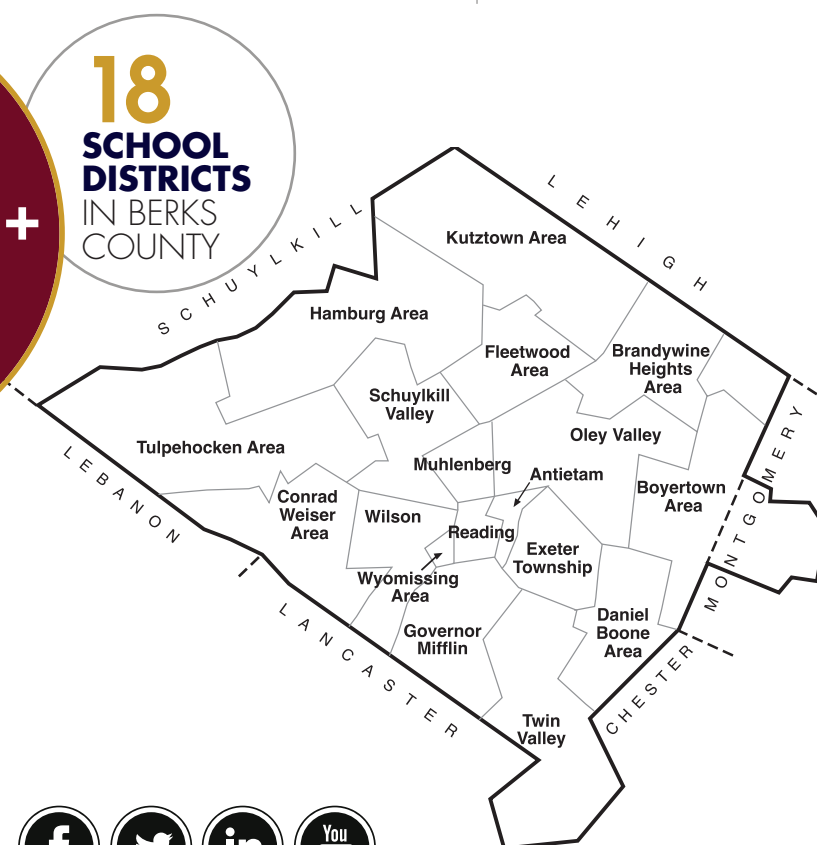 18
SCHOOL
DISTRICTS
IN BERKS
COUNTY
+
SCHUYLKILL
LEHIGH
Kutztown Area
Hamburg Area
Fleetwood
Area
Brandywine
Heights
Area
Schuylkill
Valley
Oley Valley
Tulpehocken Area
Muhlenberg
Antietam
Boyertown
Area
Conrad
Weiser
Area
Wilson
Reading
Exeter
Township
Wyomissing
Area
Governor
Mifflin
Daniel
Boone
Area
Twin
Valley
LEBANON
LANCASTER
MONTGOMERY
CHESTER
f
in
You